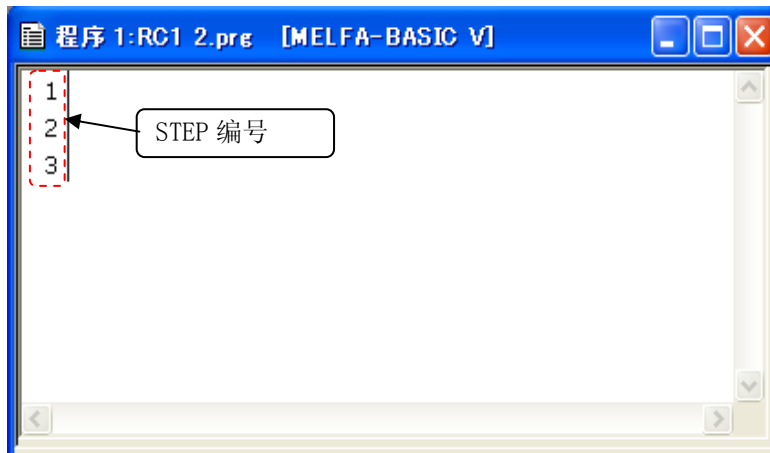 程序 1:RC1 2.prg [MELFA-BASIC V]
1
2
STEP 编号
3